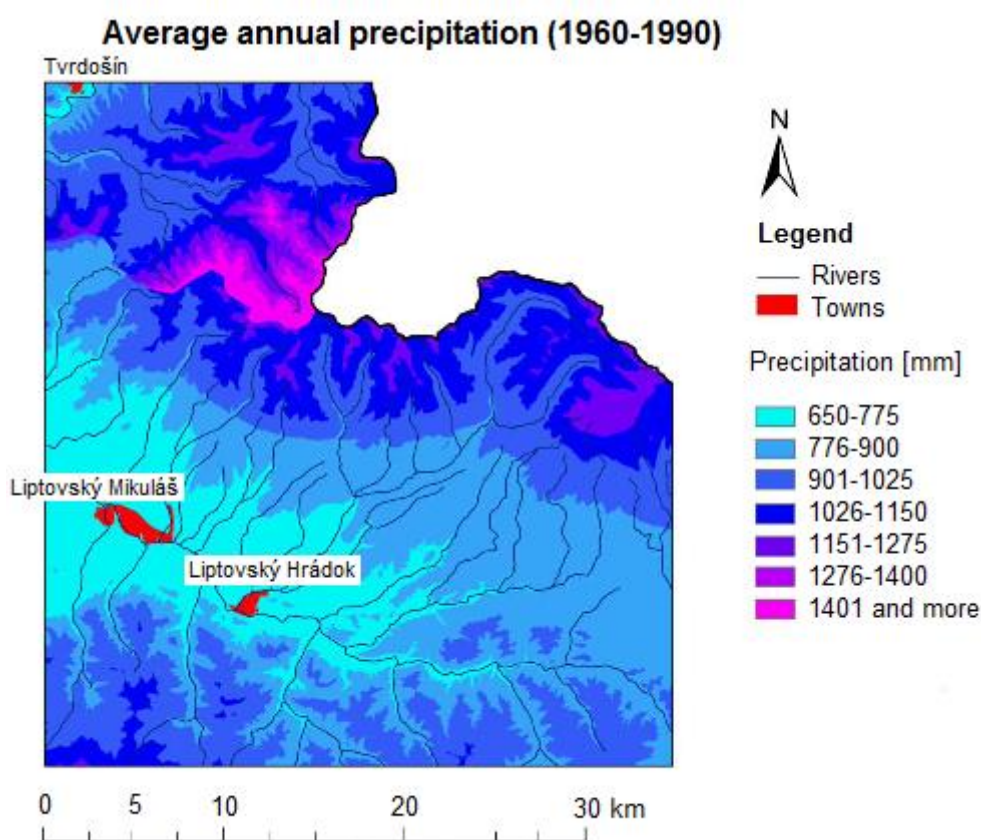 Average annual precipitation (1960-1990)
Tvrdošín
N
Legend
Rivers
Towns
Precipitation [mm]
650-775
776-900
901-1025
1026-1150
1151-1275
1276-1400
1401 and more
Liptovský Mikuláš
Liptovský Hrádok
0 5 10 20 30 km